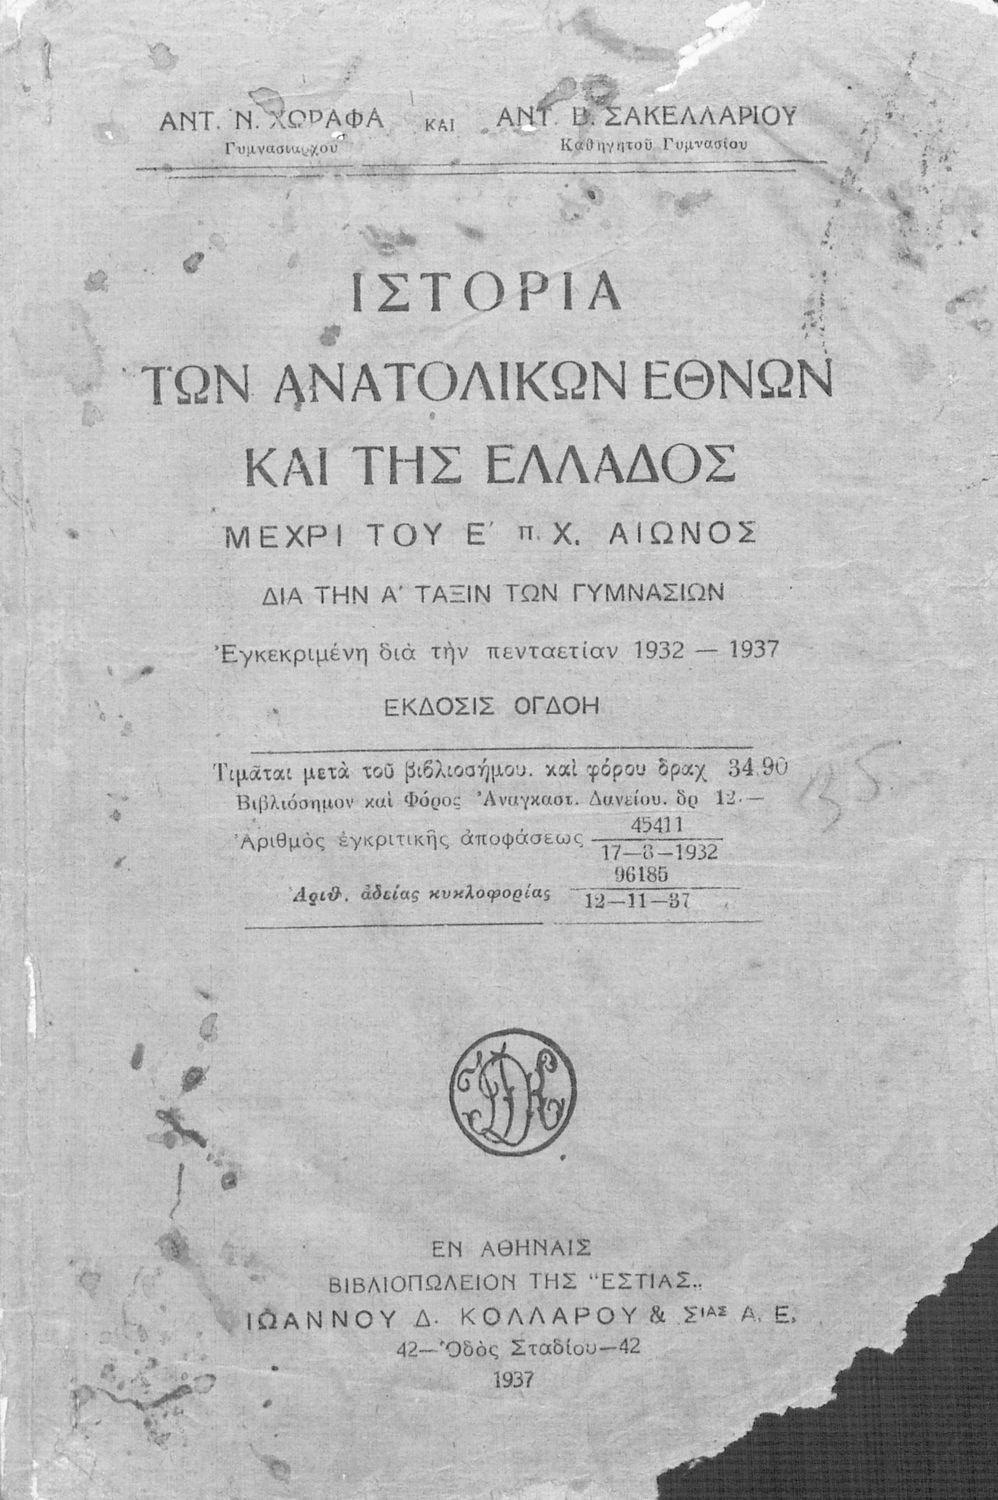 ΑΝΤ. Ν. ΧΩΡΑΦΑ ΚΑΙ ΑΝΤ. Β. ΣΑΚΕΛΛΑΡΙΟΥ
Γυμνασιάρχου Καθηγητοῦ Γυμνασίου
ΙΣΤΟΡΙΑ
ΤΩΝ ΑΝΑΤΟΛΙΚΩΝ ΕΘΝΩΝ
ΚΑΙ ΤΗΣ ΕΛΛΑΔΟΣ
ΜΕΧΡΙ ΤΟΥ Ε΄ π. Χ. ΑΙΩΝΟΣ
ΔΙΑ ΤΗΝ Α΄ ΤΑΞΙΝ ΤΩΝ ΓΥΜΝΑΣΙΩΝ
Ἐγκεκριμένη διὰ τὴν πενταετίαν 1932 — 1937
ΕΚΔΟΣΙΣ ΟΓΔΟΗ
Τιμᾶται μετὰ τοῦ βιβλιοσήμου. καὶ φόρου δραχ 34.90
Βιβλιόσημον καὶ Φόρος Ἀναγκαστ. Δανείου. δρ 12.—
Ἀριθμὸς ἐγκριτικῆς ἀποφάσεως 45411
17—8—1932
Ἀριθ. ἀδείας κυκλοφορίας 96185
12—11—37
35
ΕΝ ΑΘΗΝΑΙΣ
ΒΙΒΛΙΟΠΩΛΕΙΟΝ ΤΗΣ "ΕΣΤΙΑΣ„
ΙΩΑΝΝΟΥ Δ. ΚΟΛΛΑΡΟΥ & ΣΙΑΣ Α. Ε.
42—Ὁδὸς Σταδίου—42
1937